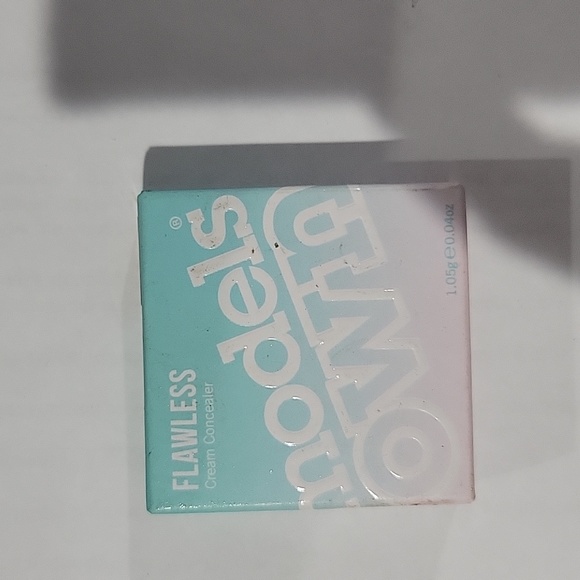 FLAWLESS
Cream Concealer
models®
OWN
1.05g e 0.04oz